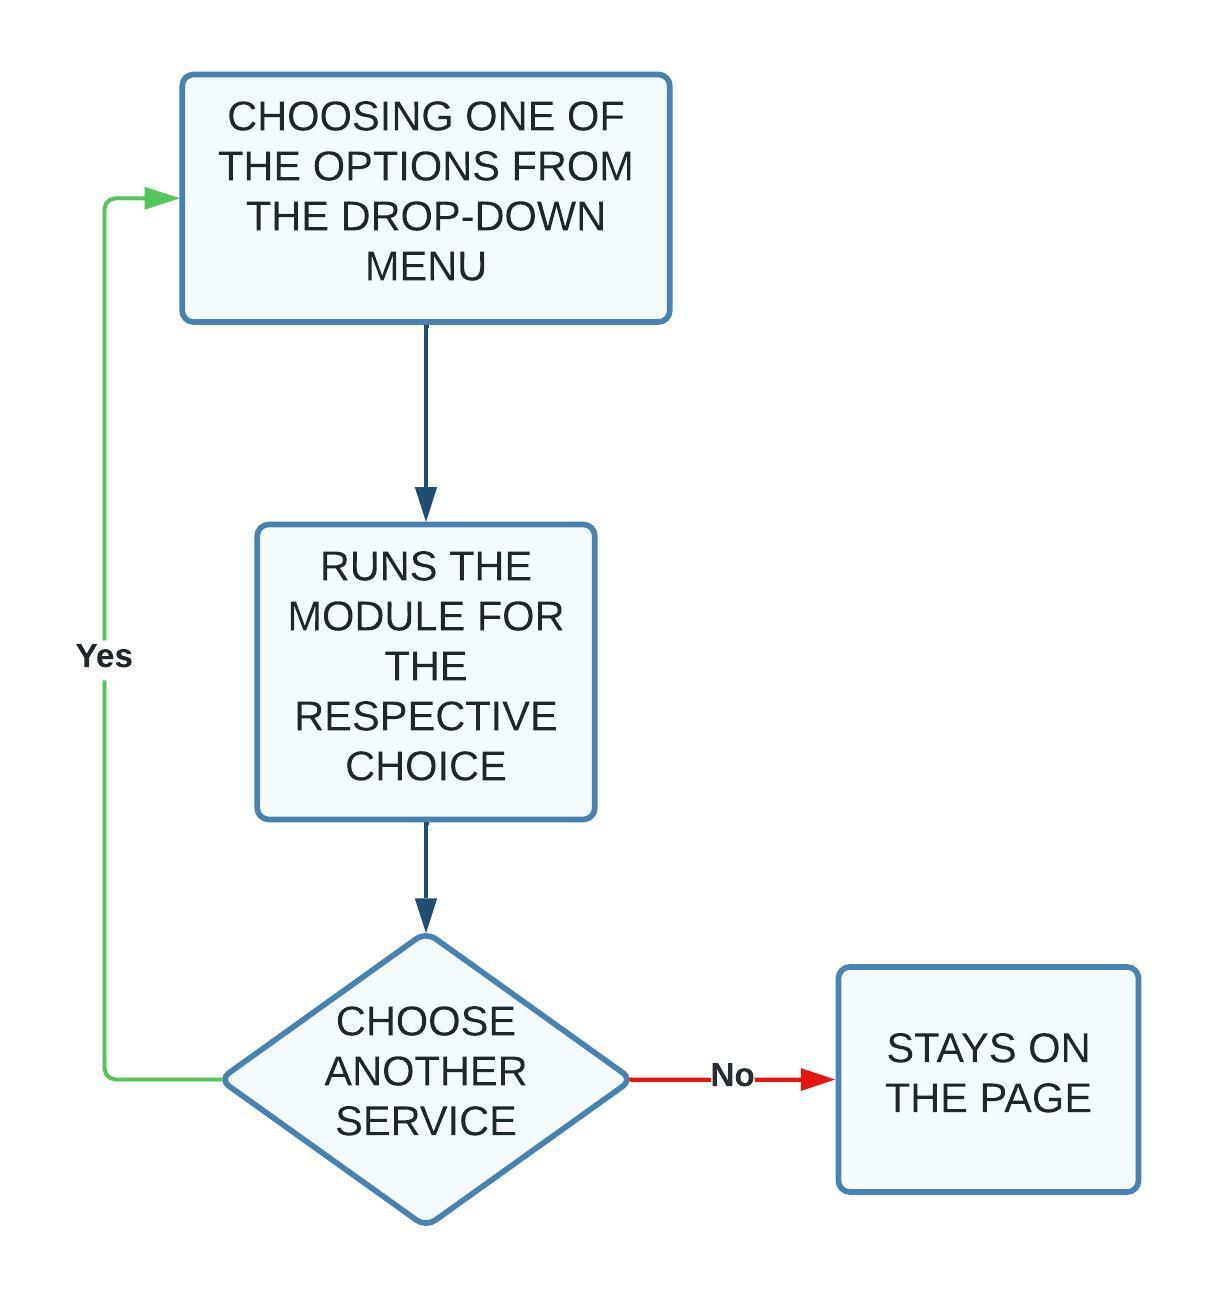 CHOOSING ONE OF
THE OPTIONS FROM
THE DROP-DOWN
MENU
RUNS THE
MODULE FOR
THE
RESPECTIVE
CHOICE
Yes
CHOOSE
ANOTHER
SERVICE
No
STAYS ON
THE PAGE